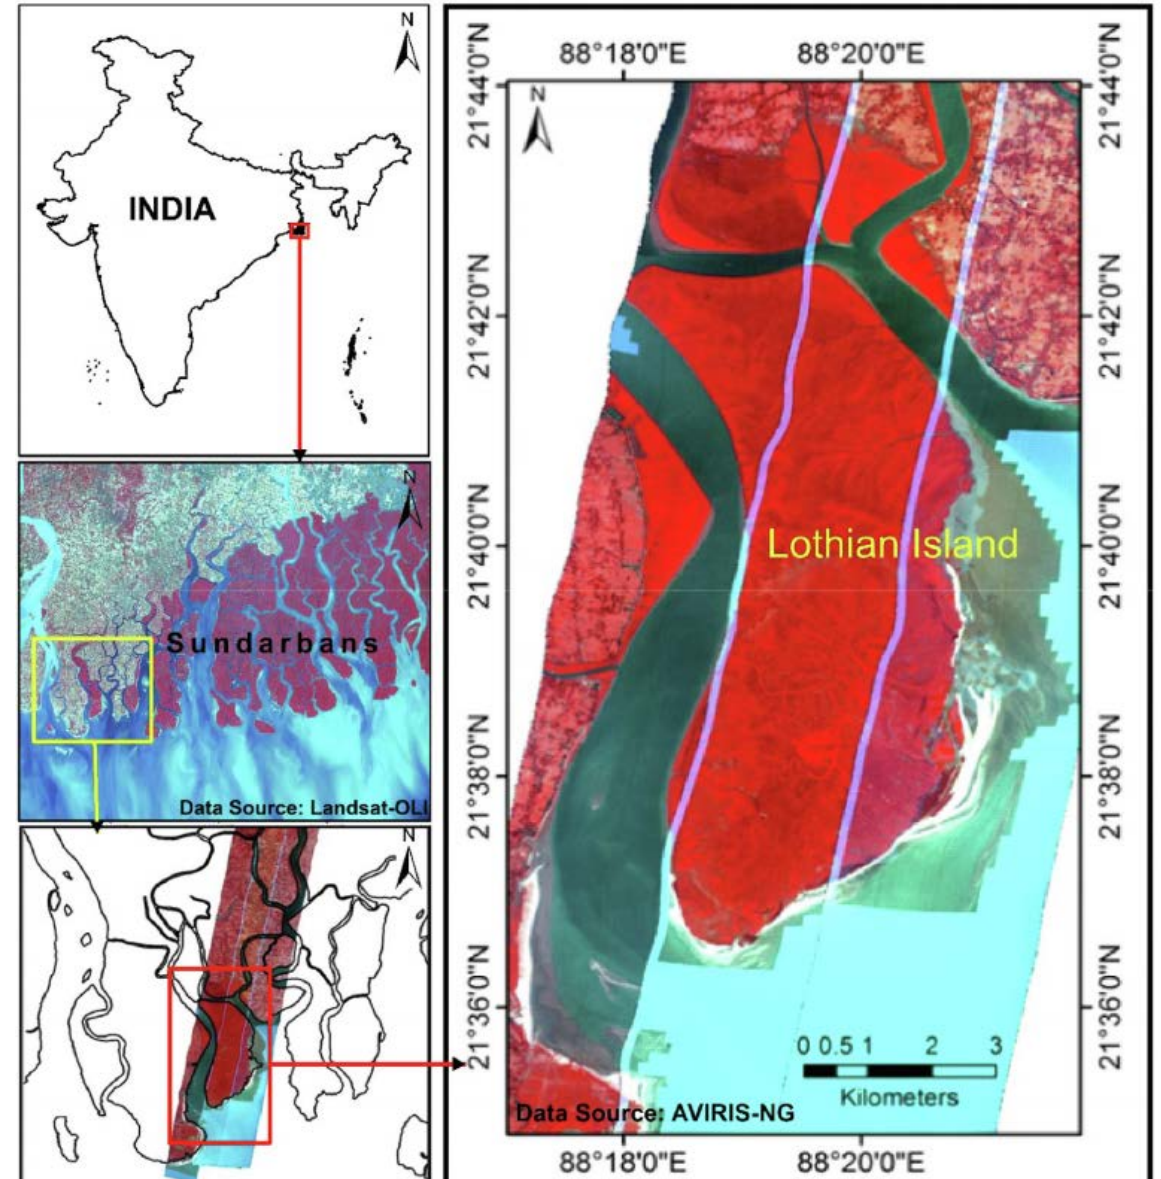 N
INDIA
N
Sundarbans
Data Source: Landsat-OLI
N
88°18'0"E 88°20'0"E
N
21°44'0"N 21°44'0"N
21°42'0"N 21°42'0"N
21°40'0"N 21°40'0"N
Lothian Island
21°38'0"N 21°38'0"N
21°36'0"N 21°36'0"N
0 0.5 1 2 3
Kilometers
Data Source: AVIRIS-NG
88°18'0"E 88°20'0"E